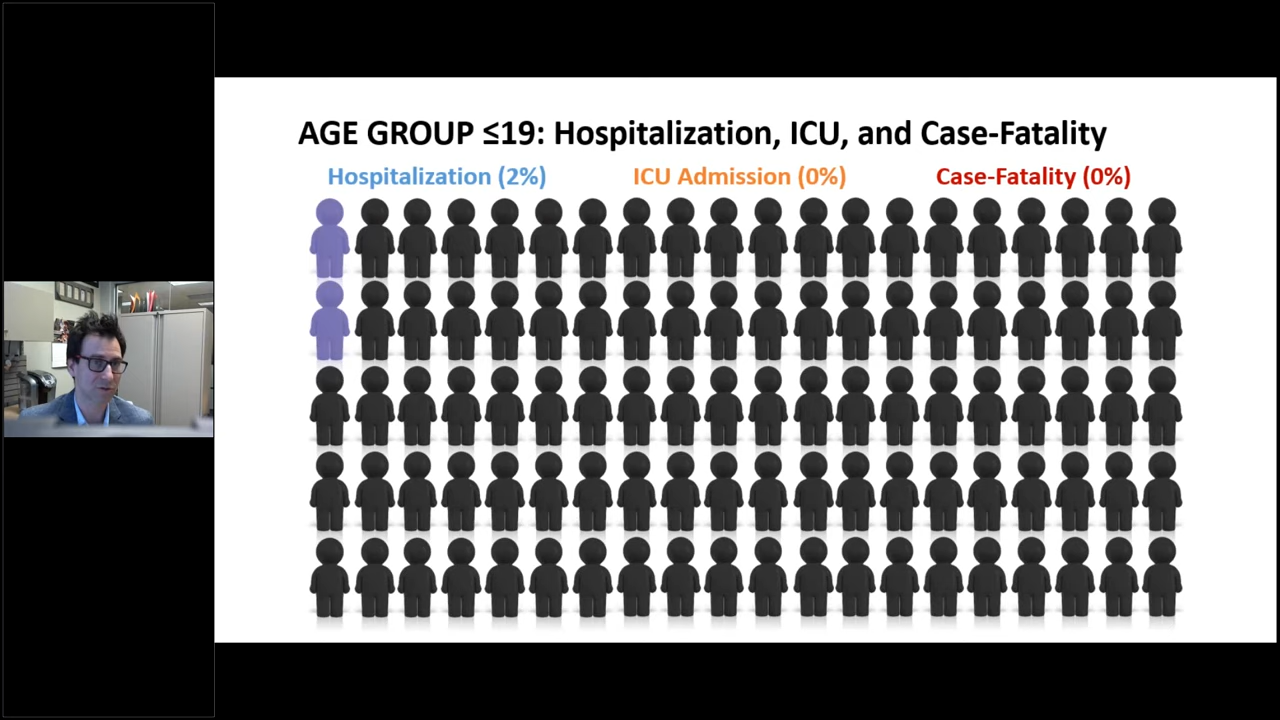 AGE GROUP ≤19: Hospitalization, ICU, and Case-Fatality
Hospitalization (2%) ICU Admission (0%) Case-Fatality (0%)